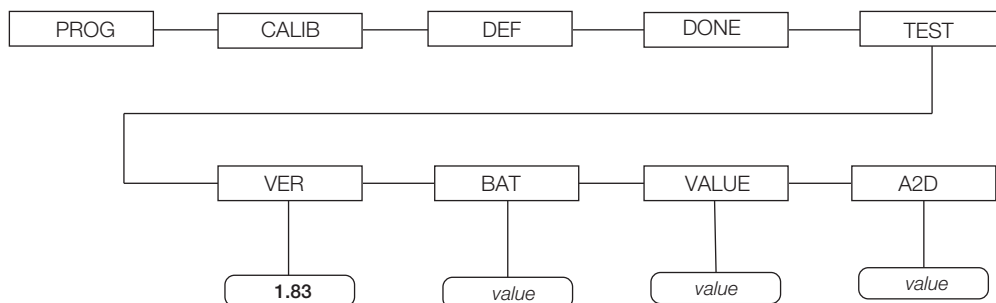 PROG CALIB DEF DONE TEST
VER BAT VALUE A2D
1.83 value value value